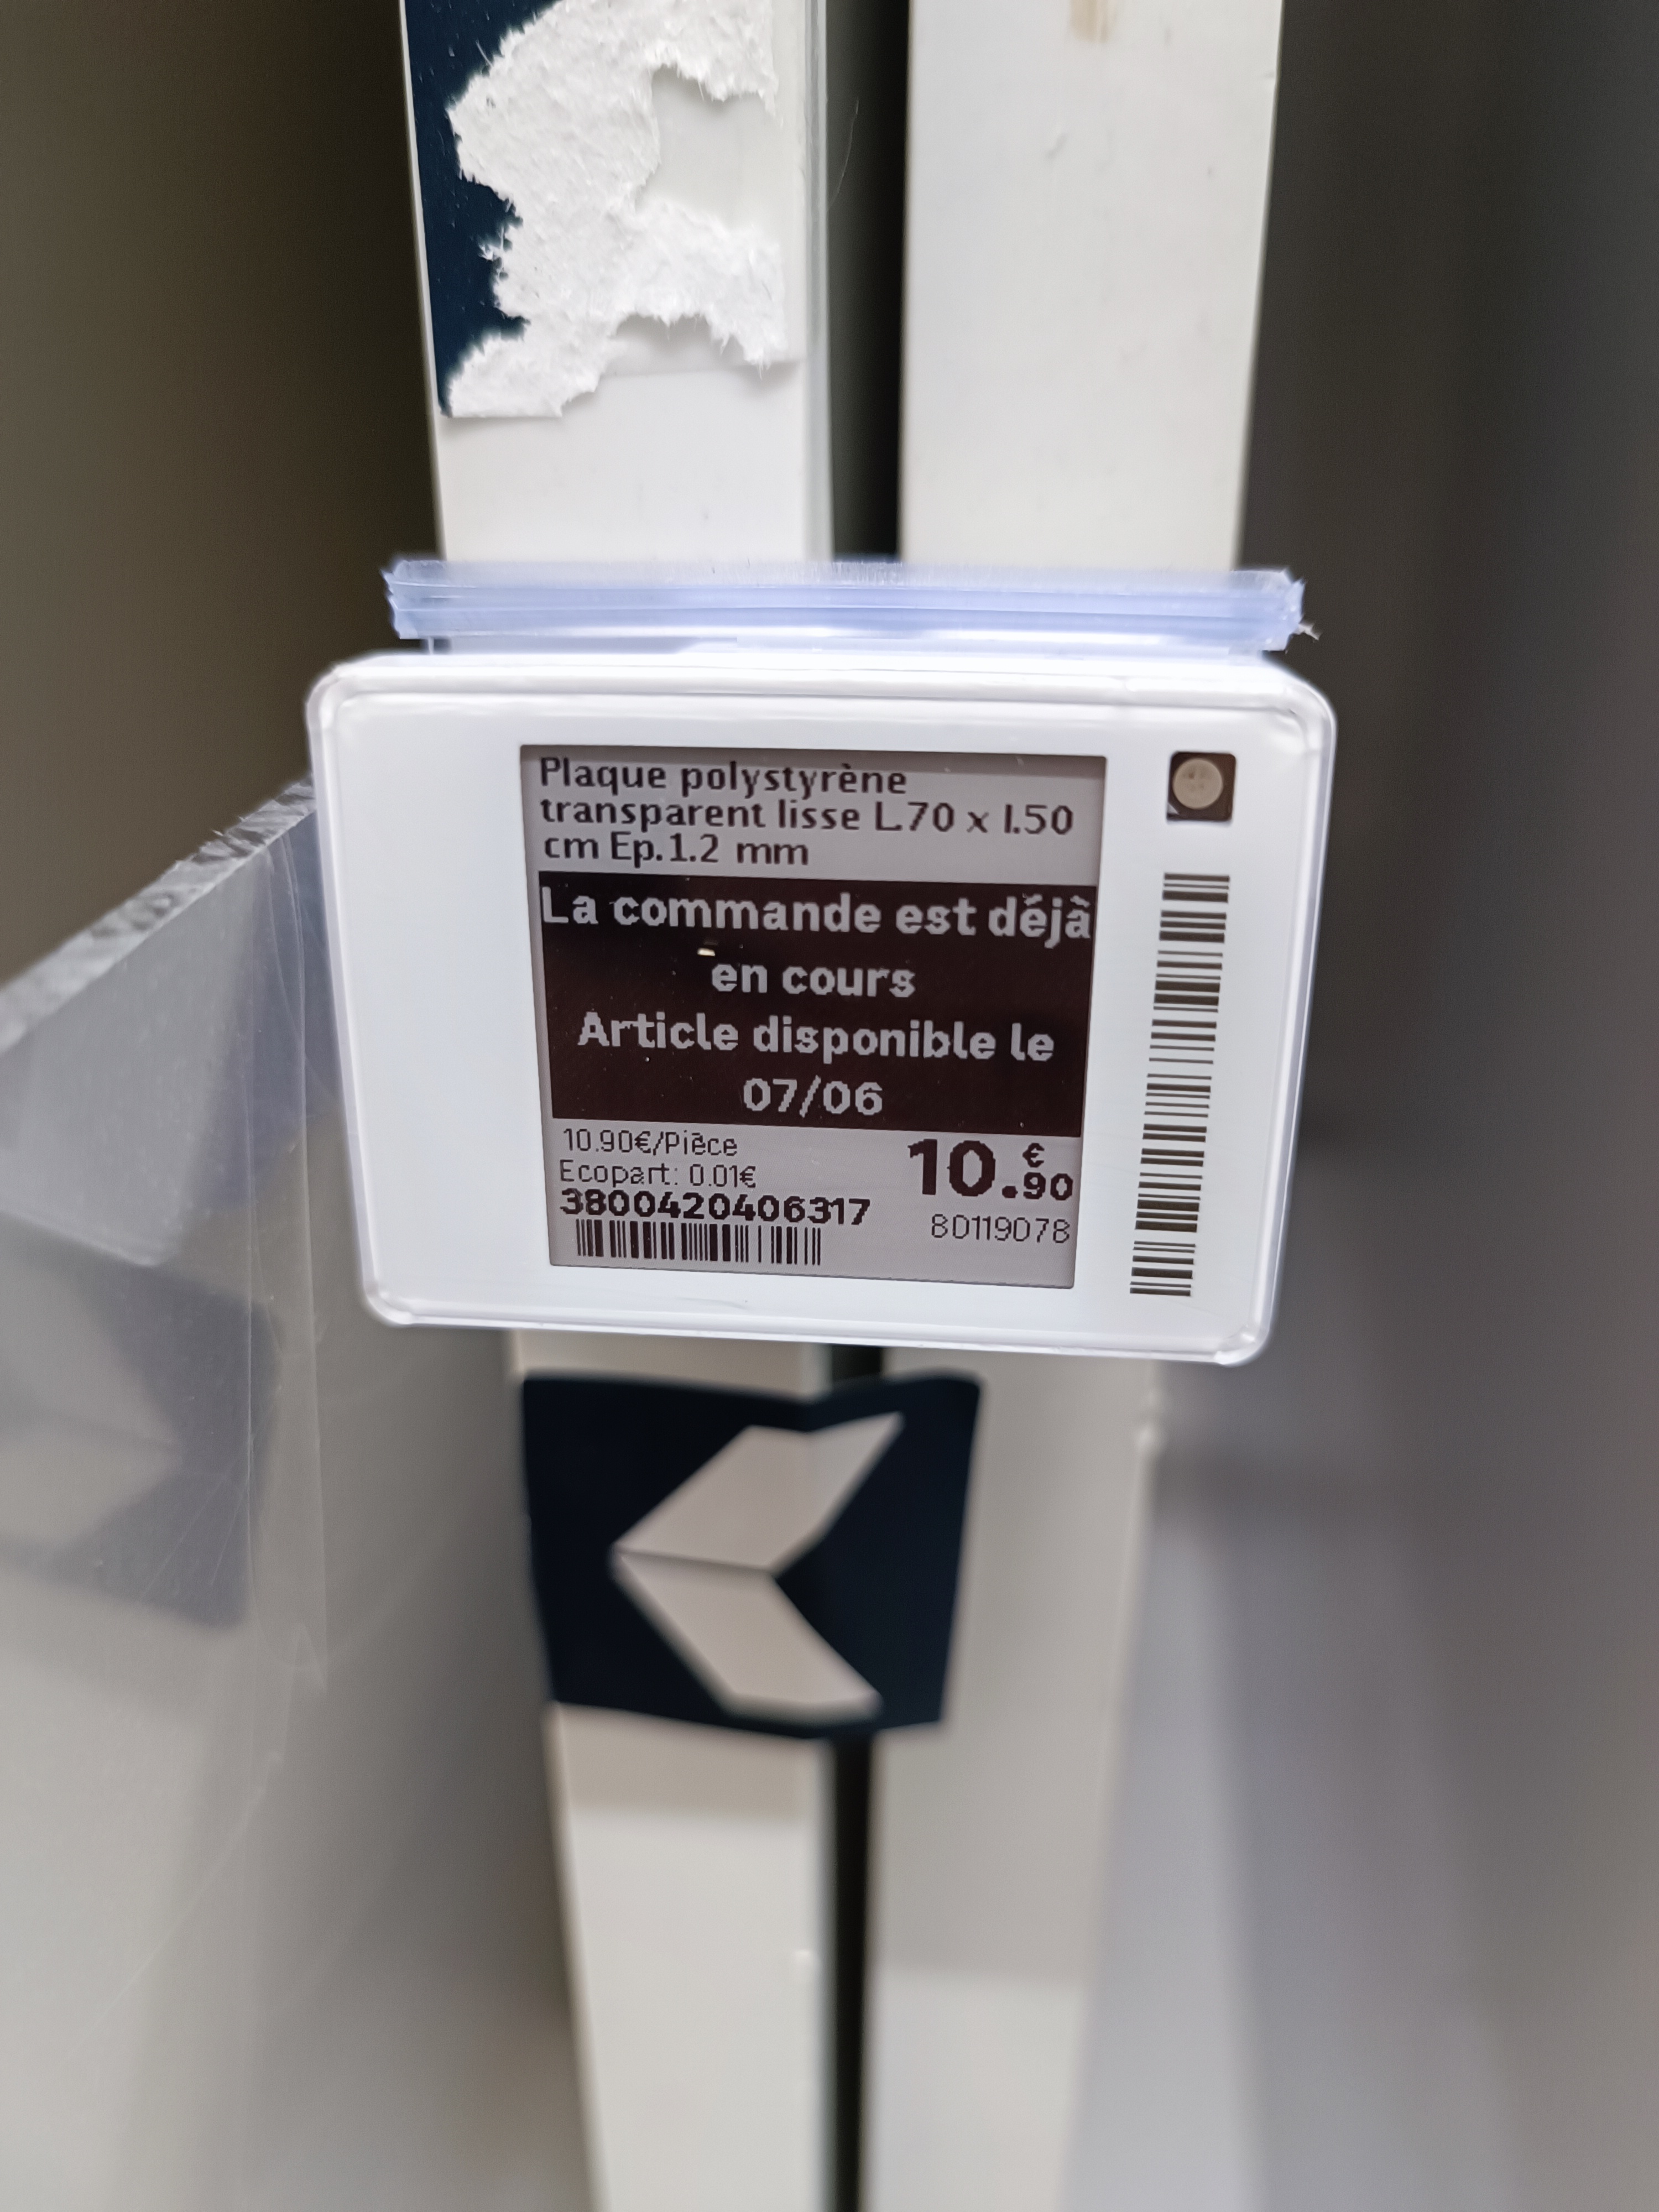 Plaque polystyrène
transparent lisse L.70 x l.50
cm Ep.1.2 mm
La commande est déjà
en cours
Article disponible le
07/06
10.90€/Pièce
Ecopart: 0.01€
10.€90
3800420406317
80119078